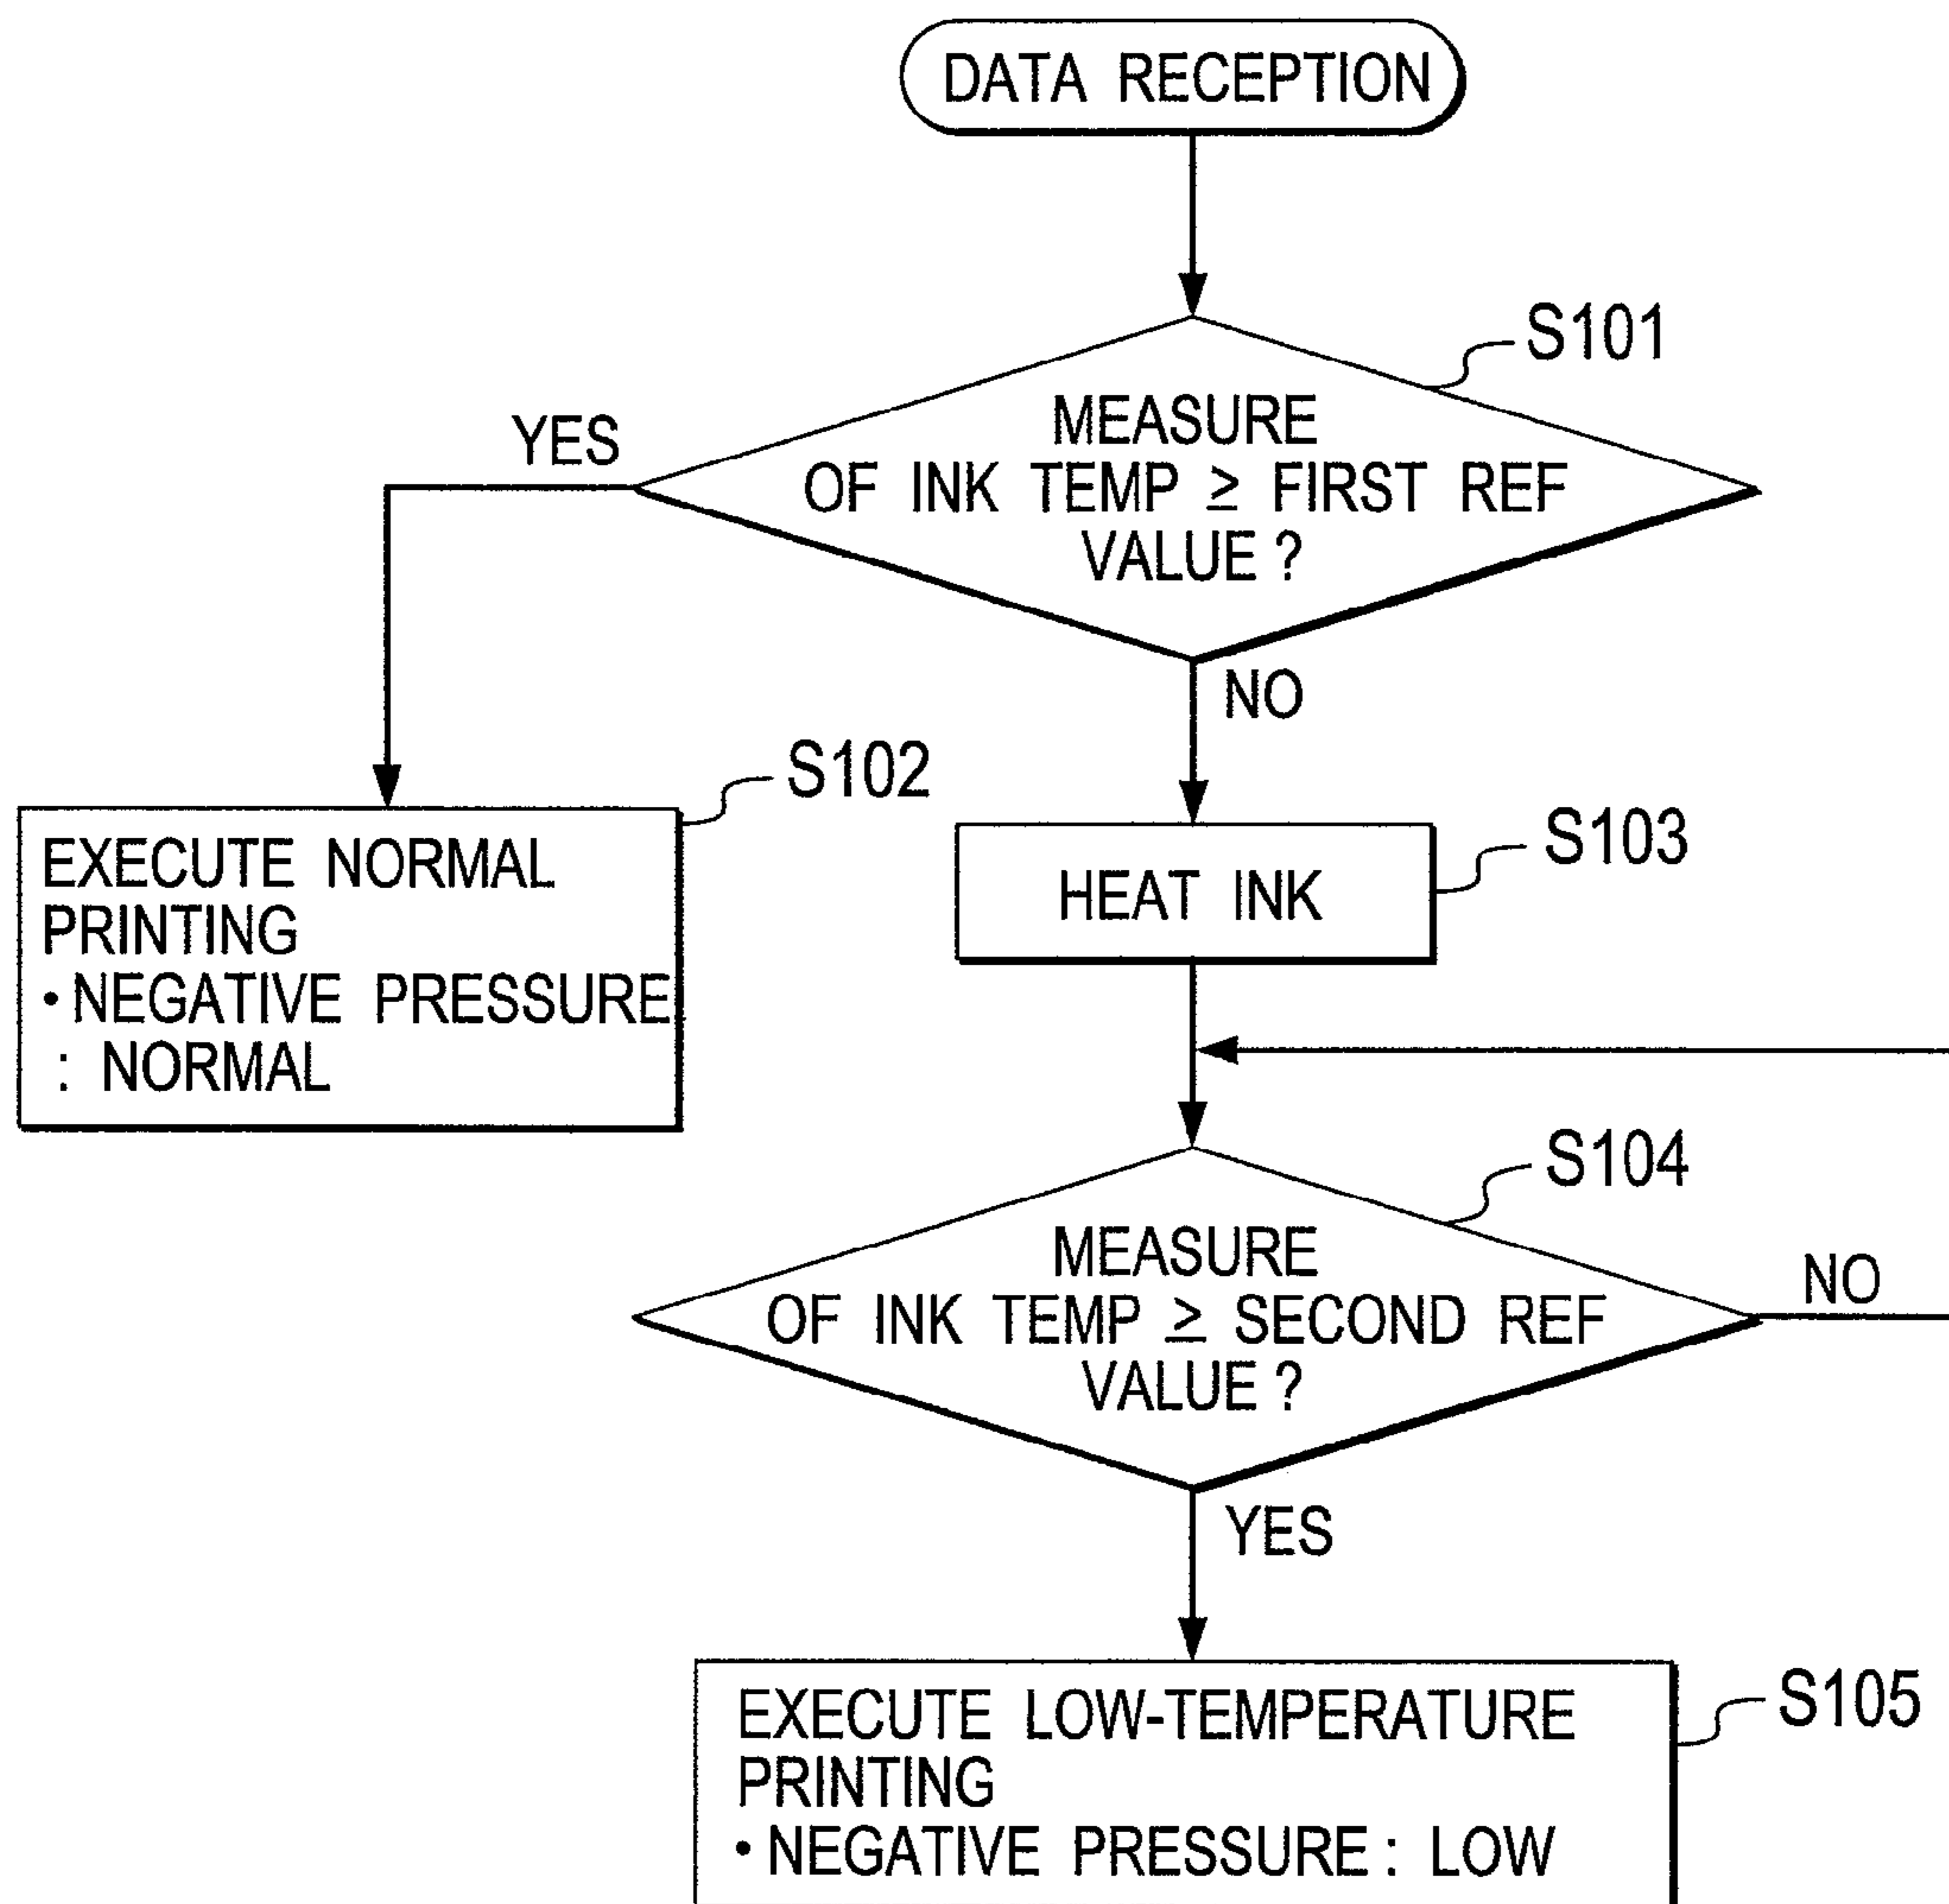 DATA RECEPTION
S101
MEASURE
OF INK TEMP ≥ FIRST REF
VALUE ?
YES
NO
S102
EXECUTE NORMAL
PRINTING
• NEGATIVE PRESSURE
: NORMAL
S103
HEAT INK
S104
MEASURE
OF INK TEMP ≥ SECOND REF
VALUE ?
NO
YES
S105
EXECUTE LOW-TEMPERATURE
PRINTING
• NEGATIVE PRESSURE : LOW